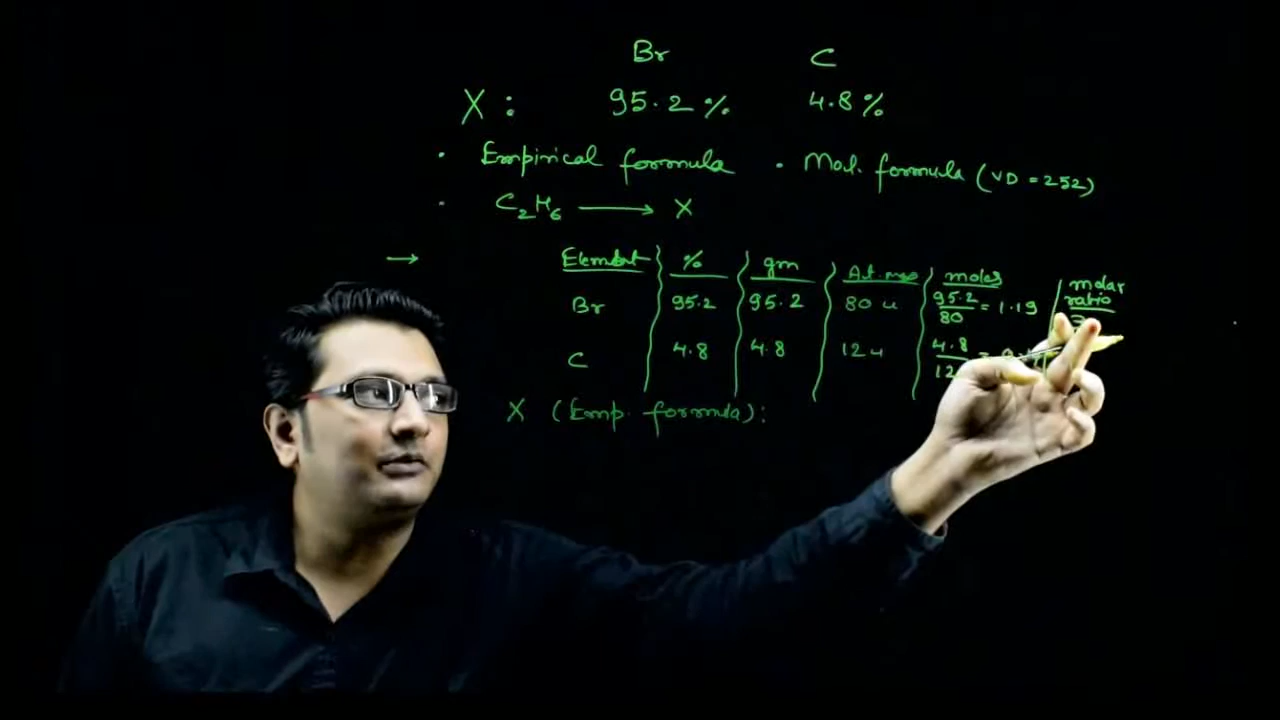 Br C
X : 95.2 % 4.8 %
• Empirical formula • Mol. formula (VD = 252)
• C₂H₆ ⟶ X
→ Element % gm At. mass moles molar ratio
Br 95.2 95.2 80 u 95.2/80 = 1.19
C 4.8 4.8 12 u 4.8/12 =
X (Emp. formula):